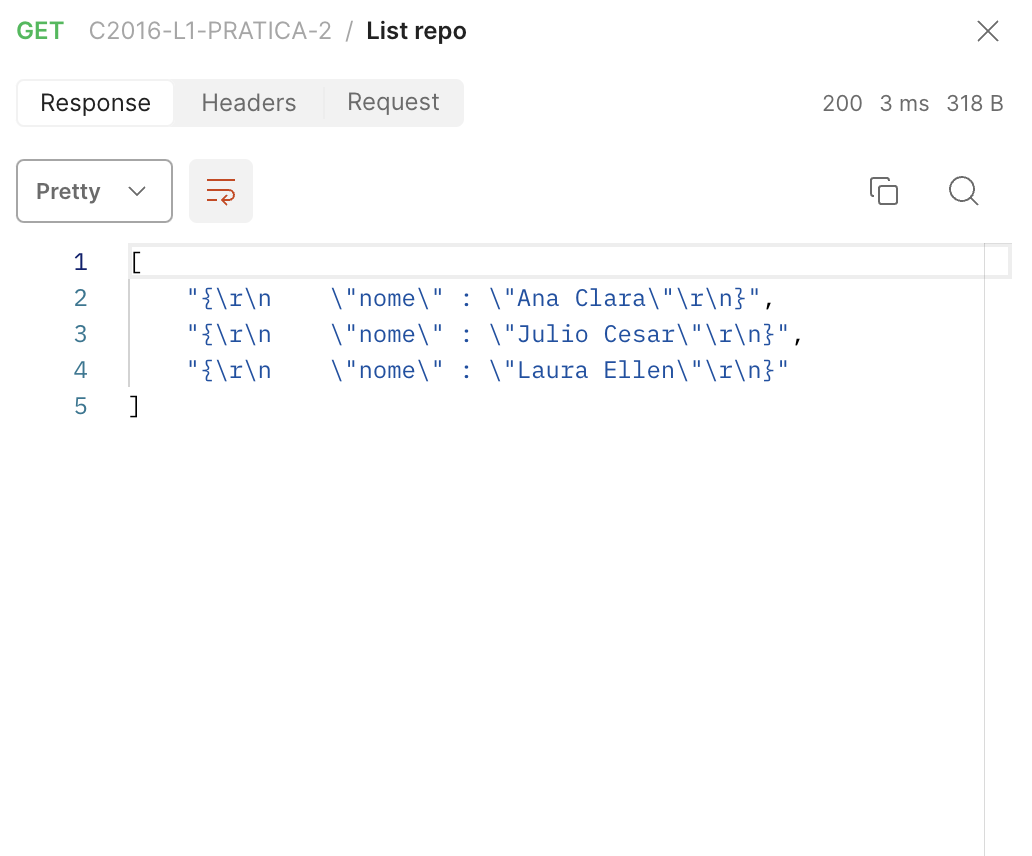 GET C2016-L1-PRATICA-2 / List repo
Response Headers Request 200 3 ms 318 B
Pretty
1 [
2     "{\r\n    \"nome\" : \"Ana Clara\"\r\n}",
3     "{\r\n    \"nome\" : \"Julio Cesar\"\r\n}",
4     "{\r\n    \"nome\" : \"Laura Ellen\"\r\n}"
5 ]